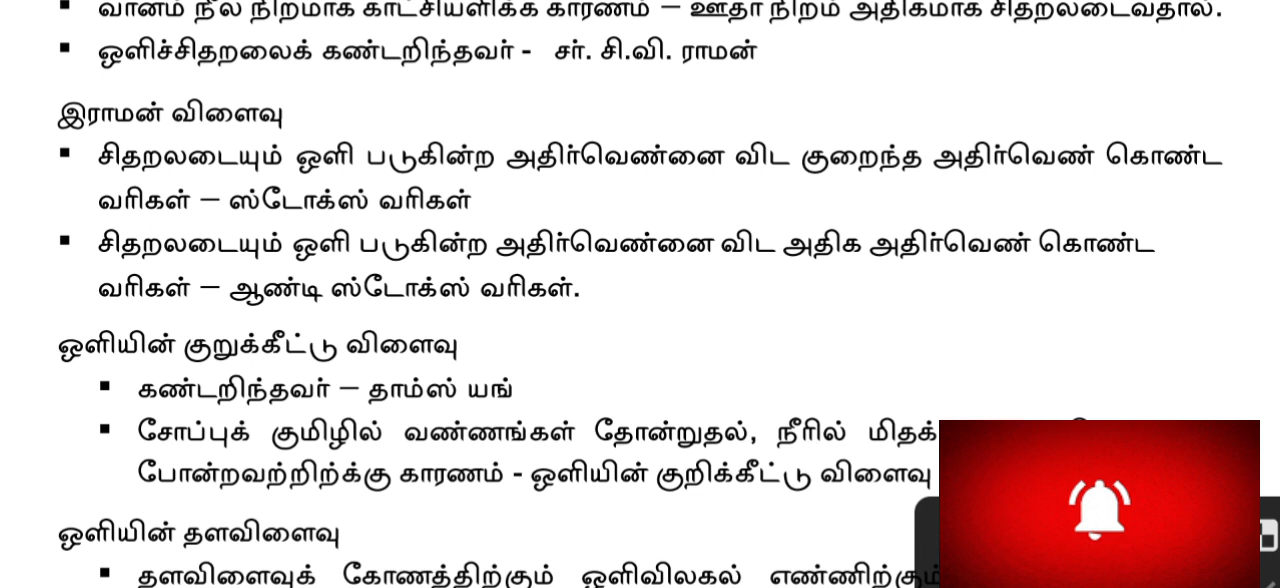 ▪ வானம் நீல நிறமாக காட்சியளிக்க காரணம் – ஊதா நிறம் அதிகமாக சிதறலடைவதால்.
▪ ஒளிச்சிதறலைக் கண்டறிந்தவர் - சர். சி.வி. ராமன்
இராமன் விளைவு
▪ சிதறலடையும் ஒளி படுகின்ற அதிர்வெண்னை விட குறைந்த அதிர்வெண் கொண்ட
வரிகள் – ஸ்டோக்ஸ் வரிகள்
▪ சிதறலடையும் ஒளி படுகின்ற அதிர்வெண்னை விட அதிக அதிர்வெண் கொண்ட
வரிகள் – ஆண்டி ஸ்டோக்ஸ் வரிகள்.
ஒளியின் குறுக்கீட்டு விளைவு
▪ கண்டறிந்தவர் – தாம்ஸ் யங்
▪ சோப்புக் குமிழில் வண்ணங்கள் தோன்றுதல், நீரில்
போன்றவற்றிற்க்கு காரணம் - ஒளியின் குறிக்கீட்டு விளைவு
ஒளியின் தளவிளைவு
▪ தளவிளைவுக் கோணத்திற்கும் ஒளிவிலகல் எண்ணிற்கும்